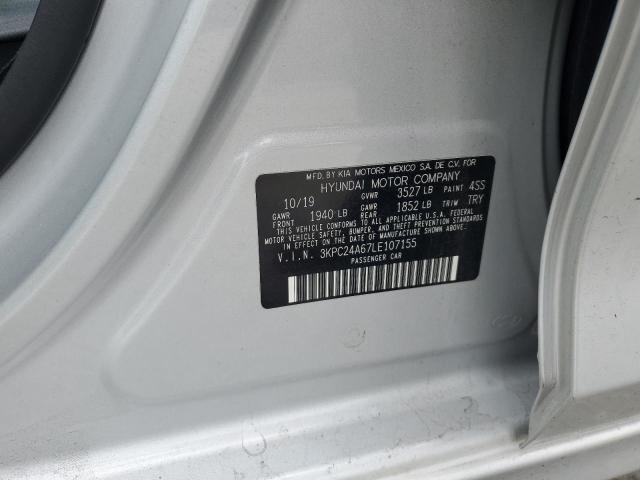 MFD. BY KIA MOTORS MEXICO S.A. DE C.V. FOR
HYUNDAI MOTOR COMPANY
10/19 GVWR 3527 LB PAINT 4SS
GAWR FRONT 1940 LB GAWR REAR 1852 LB TRIM TRY
THIS VEHICLE CONFORMS TO ALL APPLICABLE U.S.A. FEDERAL
MOTOR VEHICLE SAFETY, BUMPER, AND THEFT PREVENTION STANDARDS
IN EFFECT ON THE DATE OF MANUFACTURE SHOWN ABOVE.
V.I.N. 3KPC24A67LE107155
PASSENGER CAR